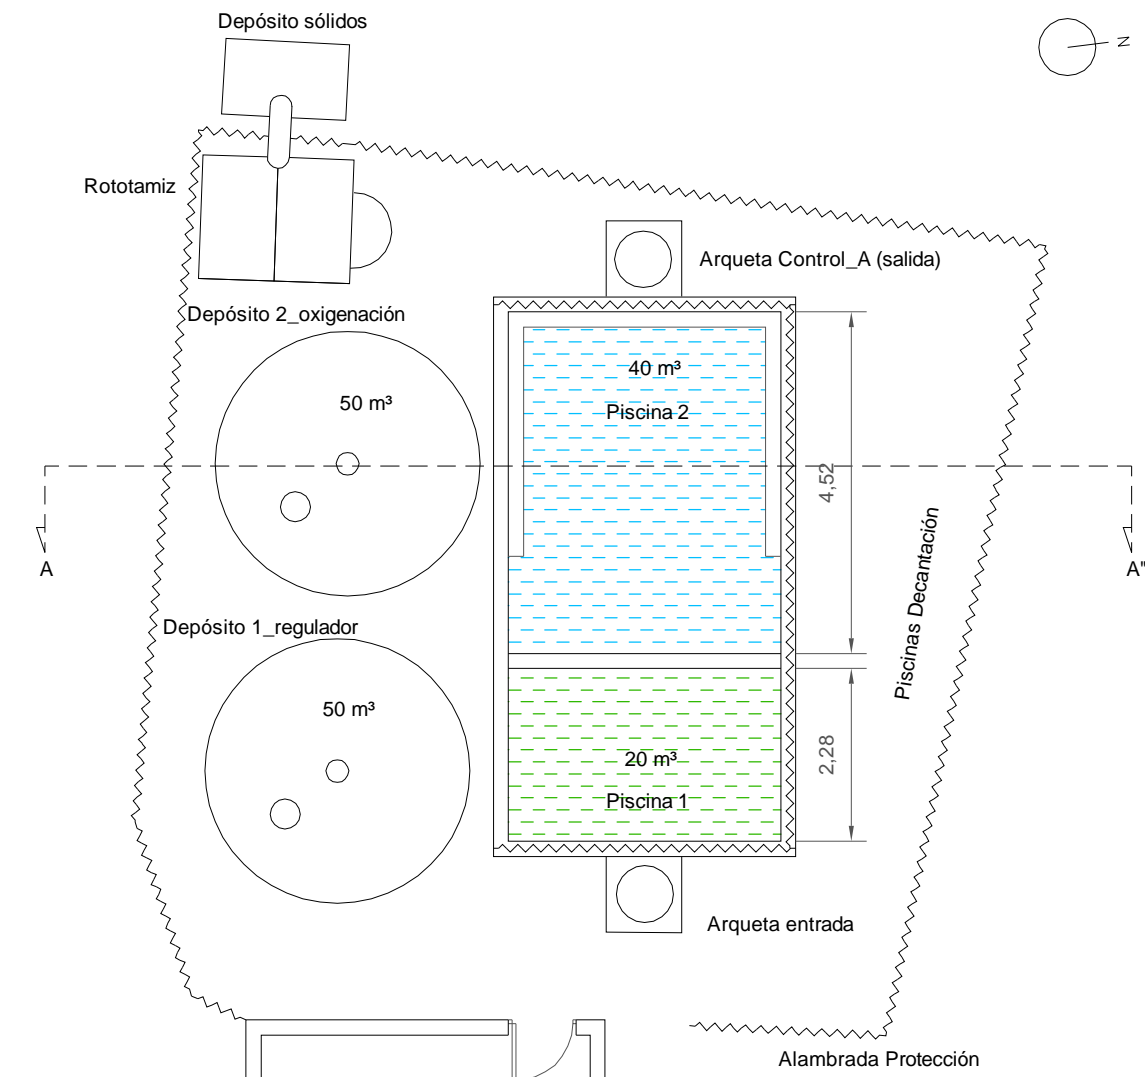 Depósito sólidos
N
Rototamiz
Arqueta Control_A (salida)
Depósito 2_oxigenación
40 m³
50 m³
Piscina 2
4,52
A
A"
Piscinas Decantación
Depósito 1_regulador
50 m³
2,28
20 m³
Piscina 1
Arqueta entrada
Alambrada Protección